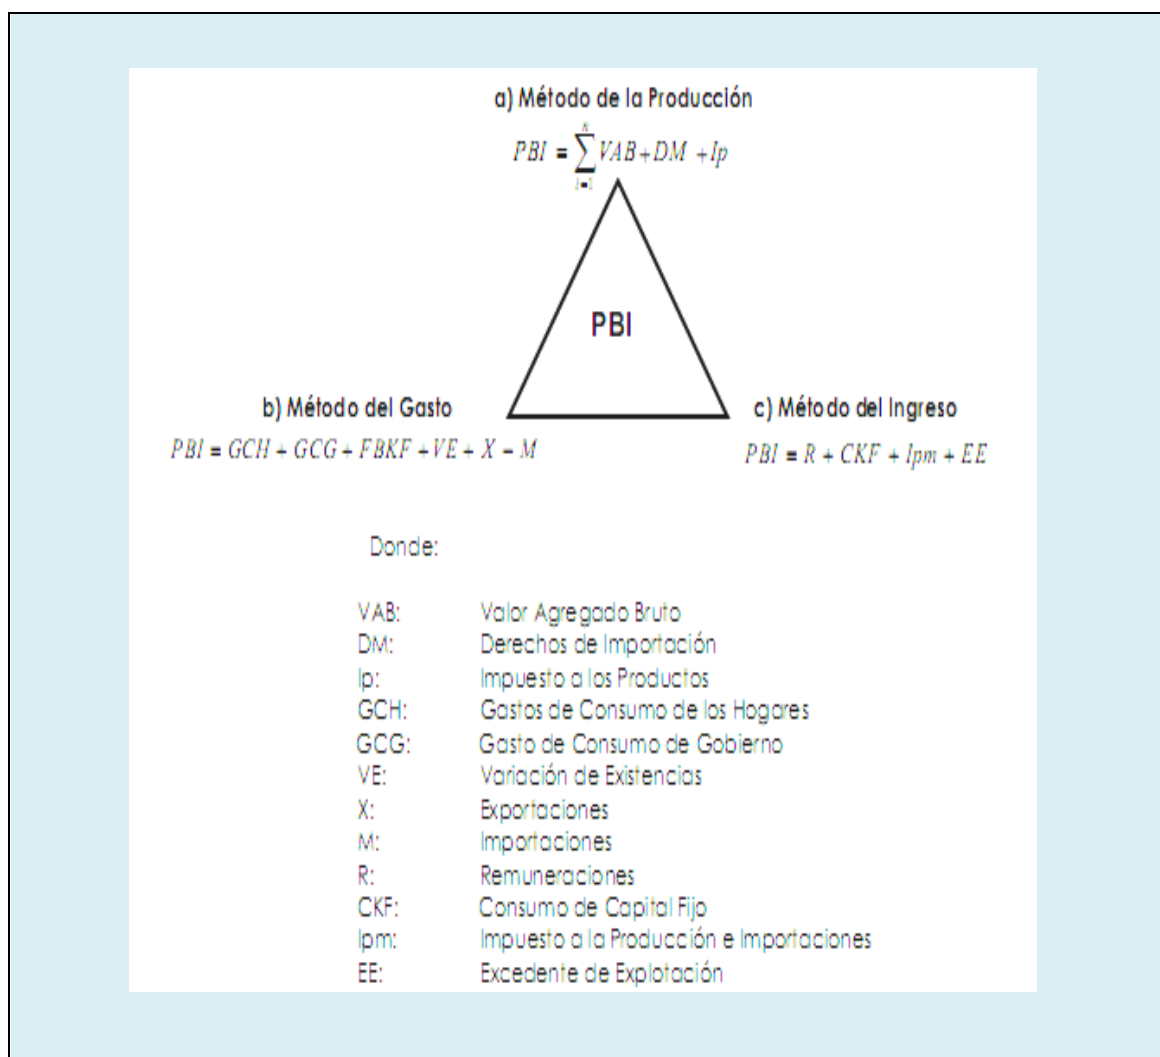 a) Método de la Producción
n
PBI = ∑ VAB + DM + Ip
i=1
PBI
b) Método del Gasto
c) Método del Ingreso
PBI = GCH + GCG + FBKF + VE + X – M
PBI = R + CKF + Ipm + EE
Donde:
VAB: Valor Agregado Bruto
DM: Derechos de Importación
Ip: Impuesto a los Productos
GCH: Gastos de Consumo de los Hogares
GCG: Gasto de Consumo de Gobierno
VE: Variación de Existencias
X: Exportaciones
M: Importaciones
R: Remuneraciones
CKF: Consumo de Capital Fijo
Ipm: Impuesto a la Producción e Importaciones
EE: Excedente de Explotación